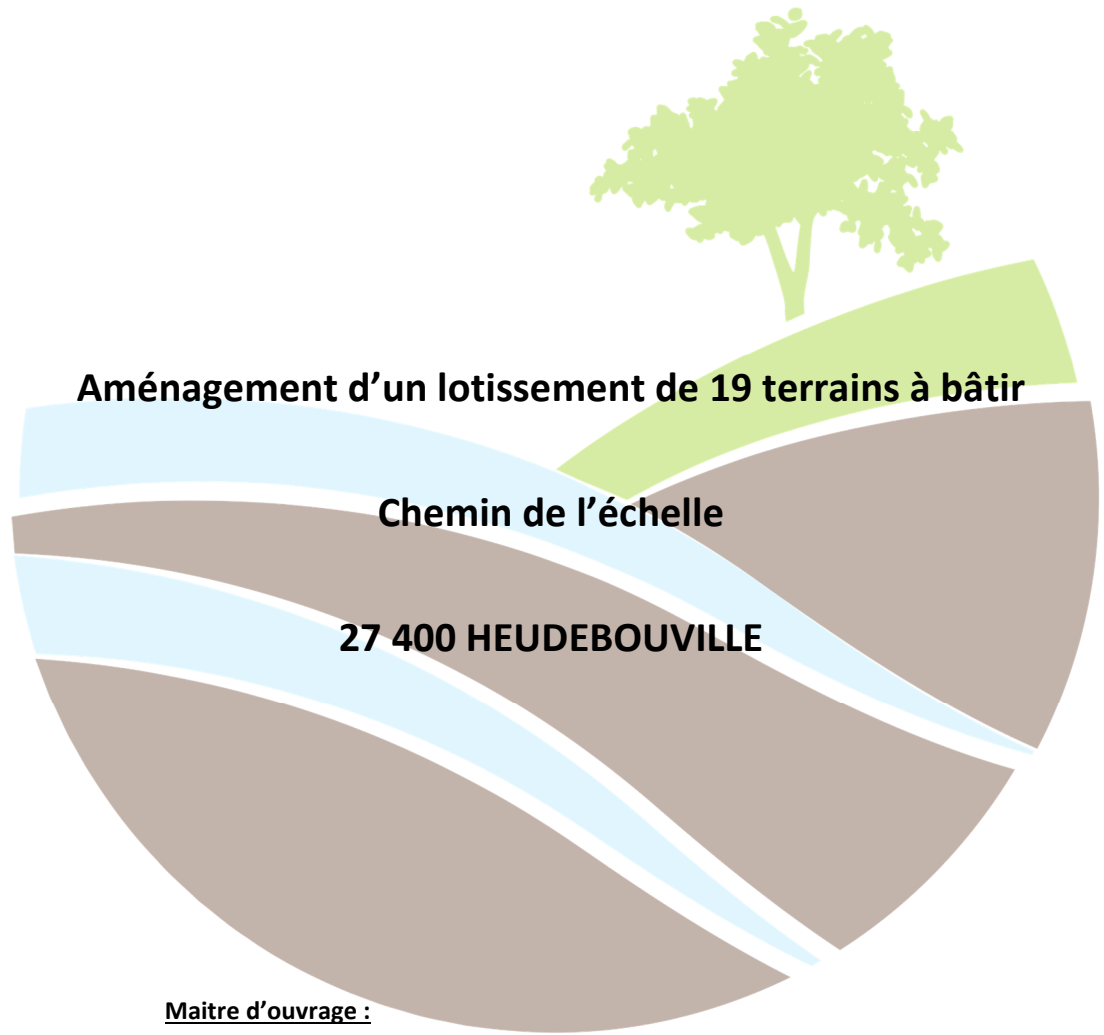 Aménagement d’un lotissement de 19 terrains à bâtir
Chemin de l’échelle
27 400 HEUDEBOUVILLE
Maitre d’ouvrage :